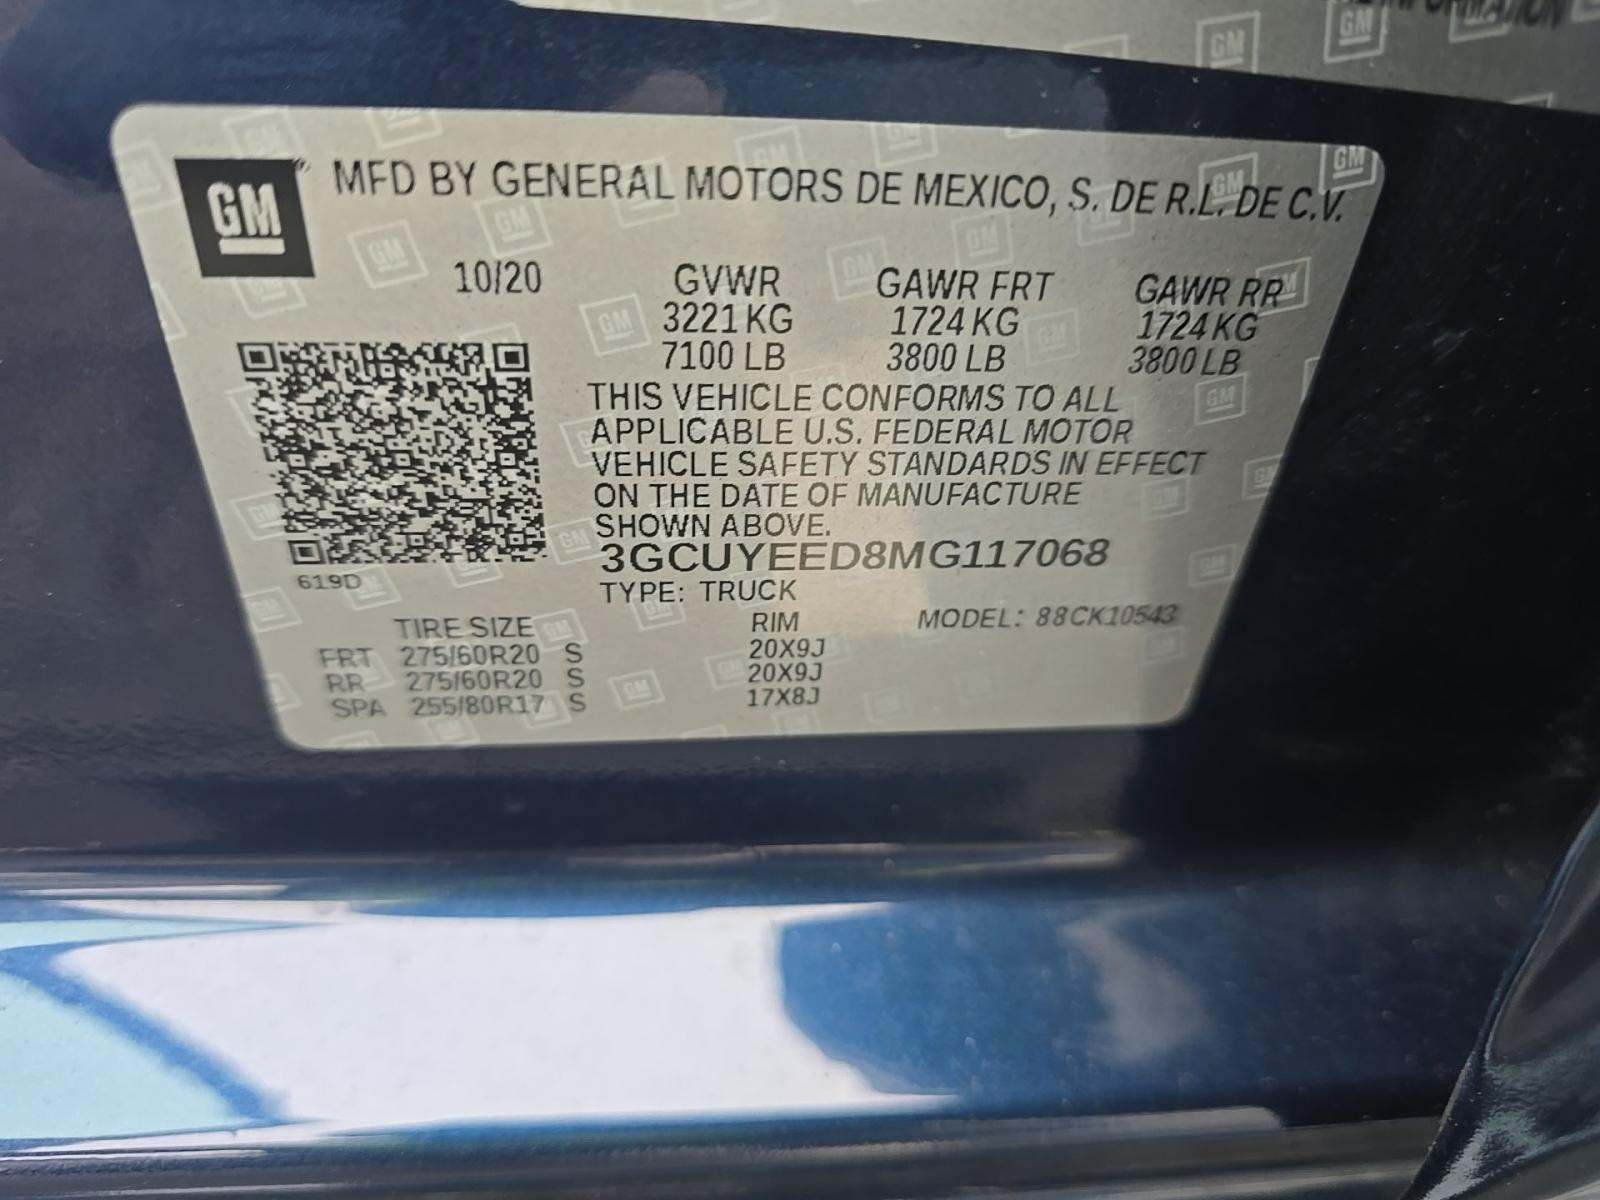 INFORMATION
GM MFD BY GENERAL MOTORS DE MEXICO, S. DE R.L. DE C.V.
10/20 GVWR GAWR FRT GAWR RR
3221 KG 1724 KG 1724 KG
7100 LB 3800 LB 3800 LB
THIS VEHICLE CONFORMS TO ALL
APPLICABLE U.S. FEDERAL MOTOR
VEHICLE SAFETY STANDARDS IN EFFECT
ON THE DATE OF MANUFACTURE
SHOWN ABOVE.
3GCUYEED8MG117068
619D
TYPE: TRUCK
TIRE SIZE RIM MODEL: 88CK10543
FRT 275/60R20 S 20X9J
RR 275/60R20 S 20X9J
SPA 255/80R17 S 17X8J